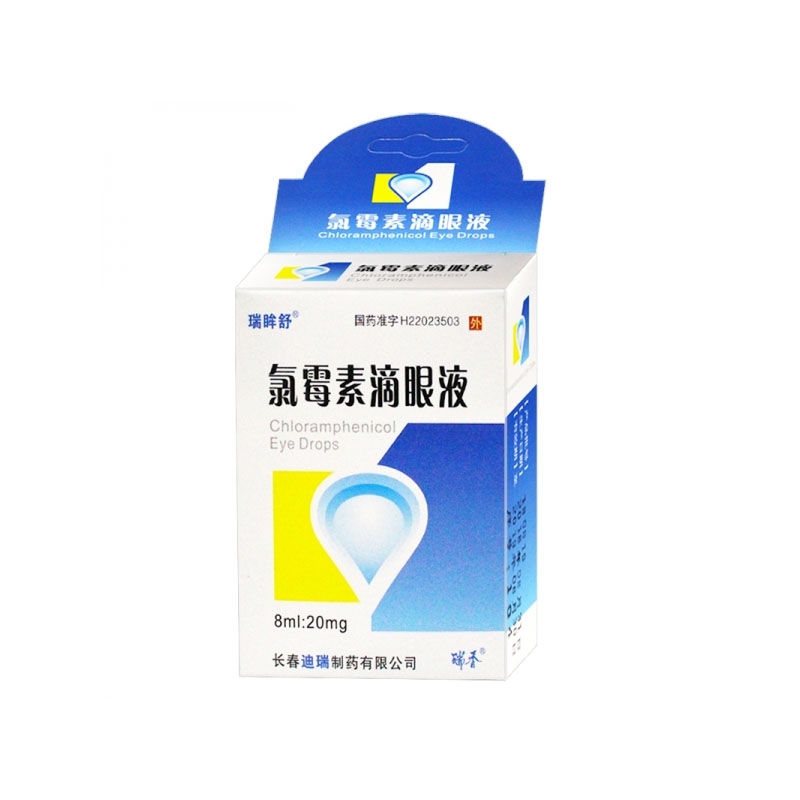 氯霉素滴眼液
Chloramphenicol Eye Drops
氯霉素滴眼液
Chloramphenicol
Eye Drops
瑞眸舒®
国药准字H22023503 外
氯霉素滴眼液
Chloramphenicol
Eye Drops
8ml:20mg
长春迪瑞制药有限公司